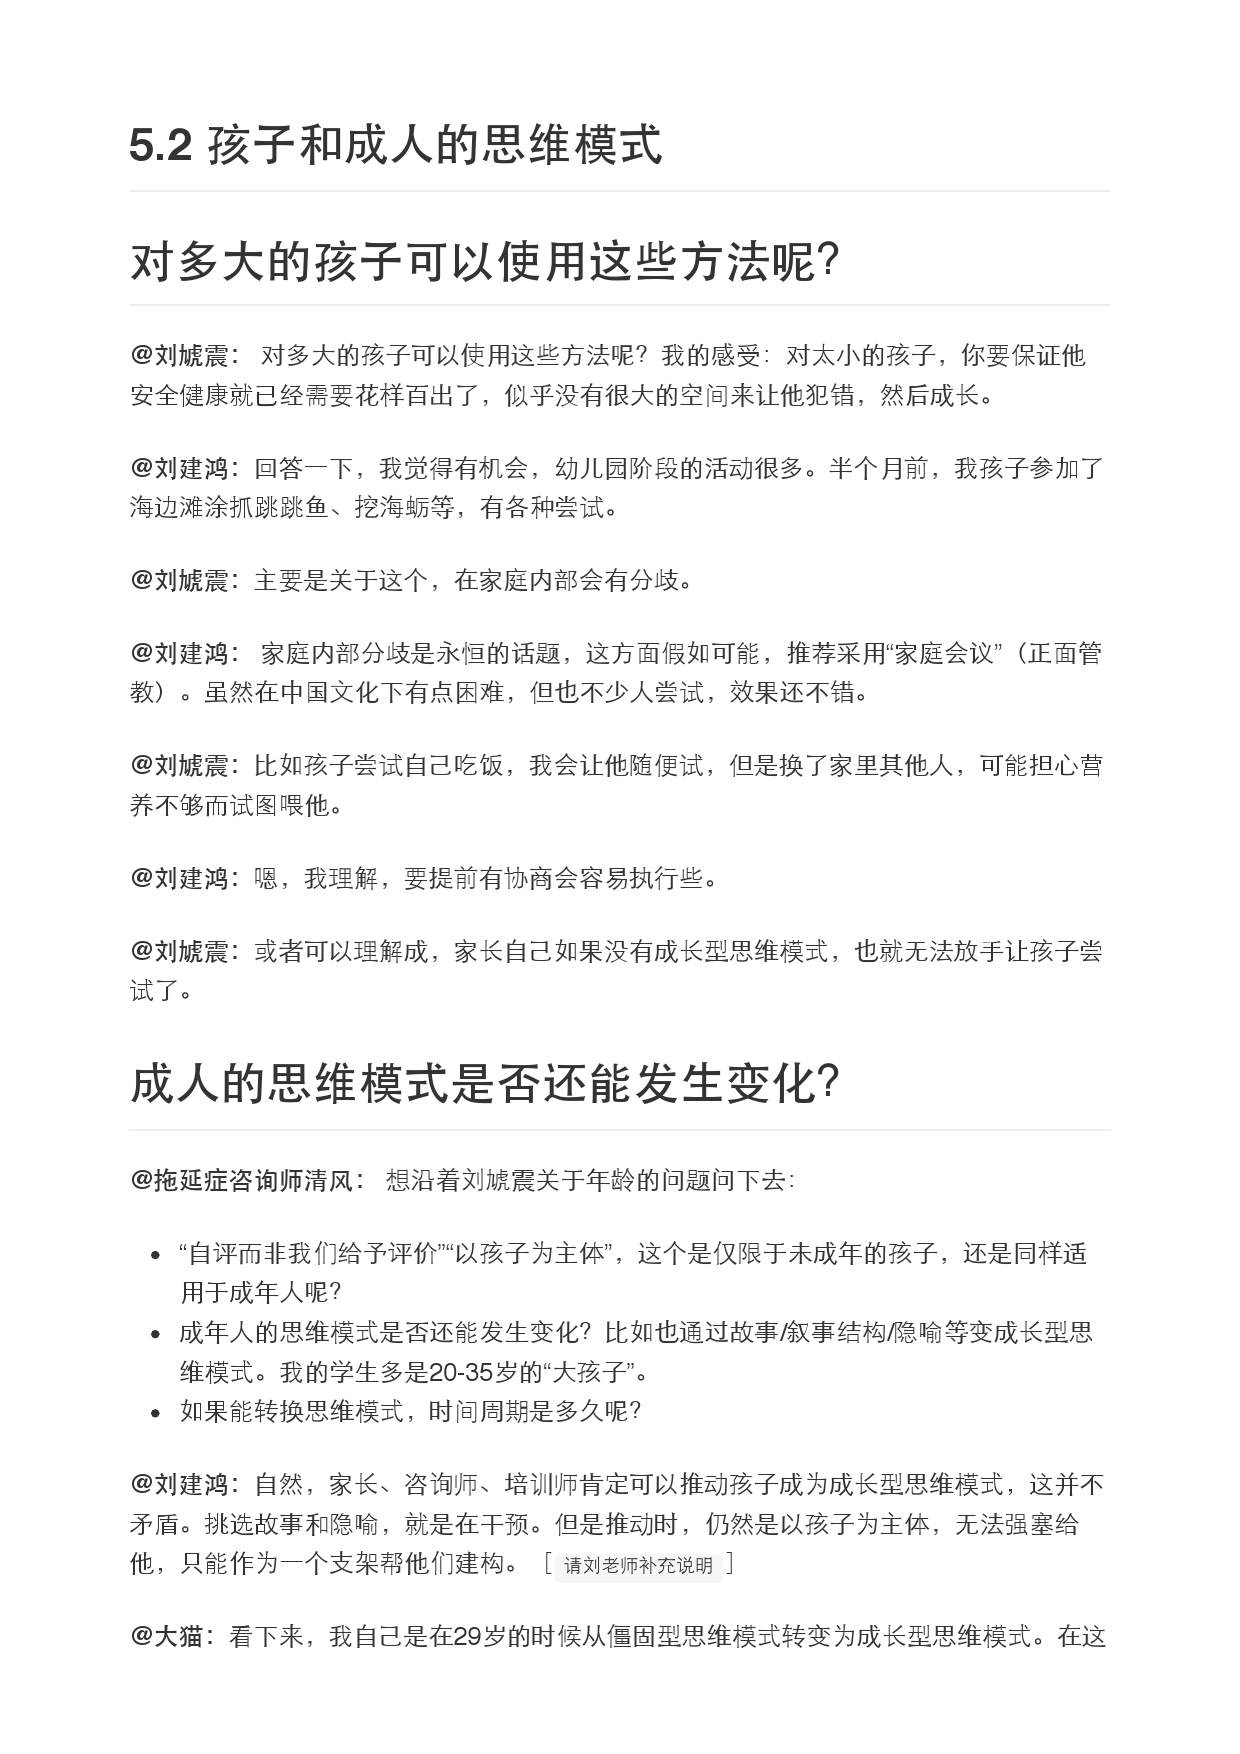 5.2 孩子和成人的思维模式
对多大的孩子可以使用这些方法呢？
@刘虓震： 对多大的孩子可以使用这些方法呢？我的感受：对太小的孩子，你要保证他
安全健康就已经需要花样百出了，似乎没有很大的空间来让他犯错，然后成长。
@刘建鸿：回答一下，我觉得有机会，幼儿园阶段的活动很多。半个月前，我孩子参加了
海边滩涂抓跳跳鱼、挖海蛎等，有各种尝试。
@刘虓震：主要是关于这个，在家庭内部会有分歧。
@刘建鸿： 家庭内部分歧是永恒的话题，这方面假如可能，推荐采用“家庭会议”（正面管
教）。虽然在中国文化下有点困难，但也不少人尝试，效果还不错。
@刘虓震：比如孩子尝试自己吃饭，我会让他随便试，但是换了家里其他人，可能担心营
养不够而试图喂他。
@刘建鸿：嗯，我理解，要提前有协商会容易执行些。
@刘虓震：或者可以理解成，家长自己如果没有成长型思维模式，也就无法放手让孩子尝
试了。
成人的思维模式是否还能发生变化？
@拖延症咨询师清风： 想沿着刘虓震关于年龄的问题问下去：
• “自评而非我们给予评价”“以孩子为主体”，这个是仅限于未成年的孩子，还是同样适
用于成年人呢？
• 成年人的思维模式是否还能发生变化？比如也通过故事/叙事结构/隐喻等变成长型思
维模式。我的学生多是20-35岁的“大孩子”。
• 如果能转换思维模式，时间周期是多久呢？
@刘建鸿：自然，家长、咨询师、培训师肯定可以推动孩子成为成长型思维模式，这并不
矛盾。挑选故事和隐喻，就是在干预。但是推动时，仍然是以孩子为主体，无法强塞给
他，只能作为一个支架帮他们建构。［请刘老师补充说明］
@大猫：看下来，我自己是在29岁的时候从僵固型思维模式转变为成长型思维模式。在这